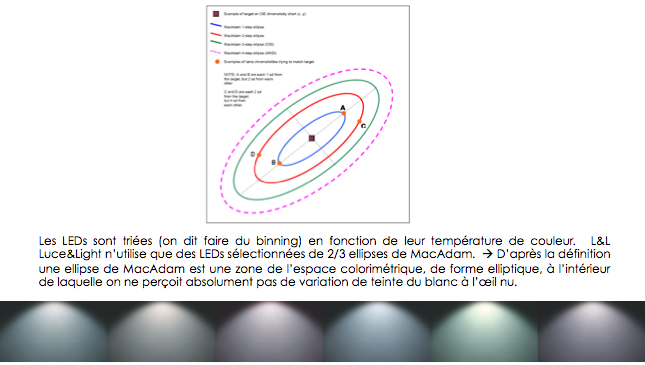 Example of target on CIE chromaticity chart (x, y)
MacAdam 1-step ellipse
MacAdam 2-step ellipse
MacAdam 3-step ellipse (OSI)
MacAdam 4-step ellipse (ANSI)
Examples of lamp chromaticities trying to match target
NOTE: A and B are each 1 sd from
the target, but 2 sd from each
other
C and D are each 2 sd
from the target,
but 4 sd from
each other
A
C
D
B
Les LEDs sont triées (on dit faire du binning) en fonction de leur température de couleur. L&L
Luce&Light n’utilise que des LEDs sélectionnées de 2/3 ellipses de MacAdam. → D’après la définition
une ellipse de MacAdam est une zone de l’espace colorimétrique, de forme elliptique, à l’intérieur
de laquelle on ne perçoit absolument pas de variation de teinte du blanc à l’œil nu.